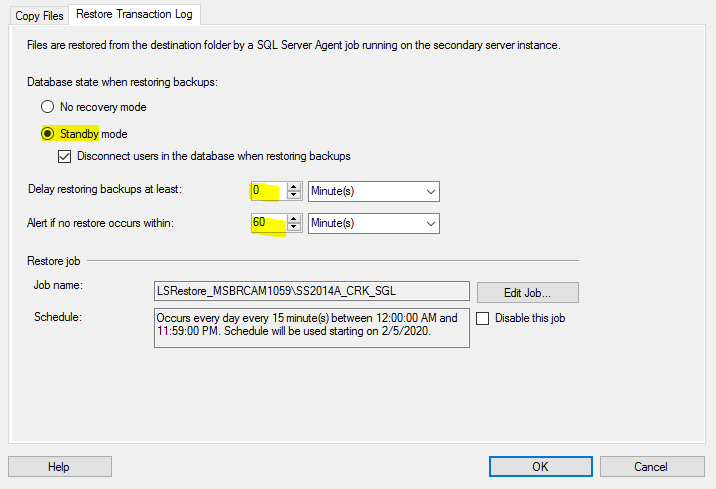 Copy Files
Restore Transaction Log
Files are restored from the destination folder by a SQL Server Agent job running on the secondary server instance.
Database state when restoring backups:
No recovery mode
Standby mode
Disconnect users in the database when restoring backups
Delay restoring backups at least:
0
Minute(s)
Alert if no restore occurs within:
60
Minute(s)
Restore job
Job name:
LSRestore_MSBRCAM1059\SS2014A_CRK_SGL
Edit Job...
Schedule:
Occurs every day every 15 minute(s) between 12:00:00 AM and
11:59:00 PM. Schedule will be used starting on 2/5/2020.
Disable this job
Help
OK
Cancel